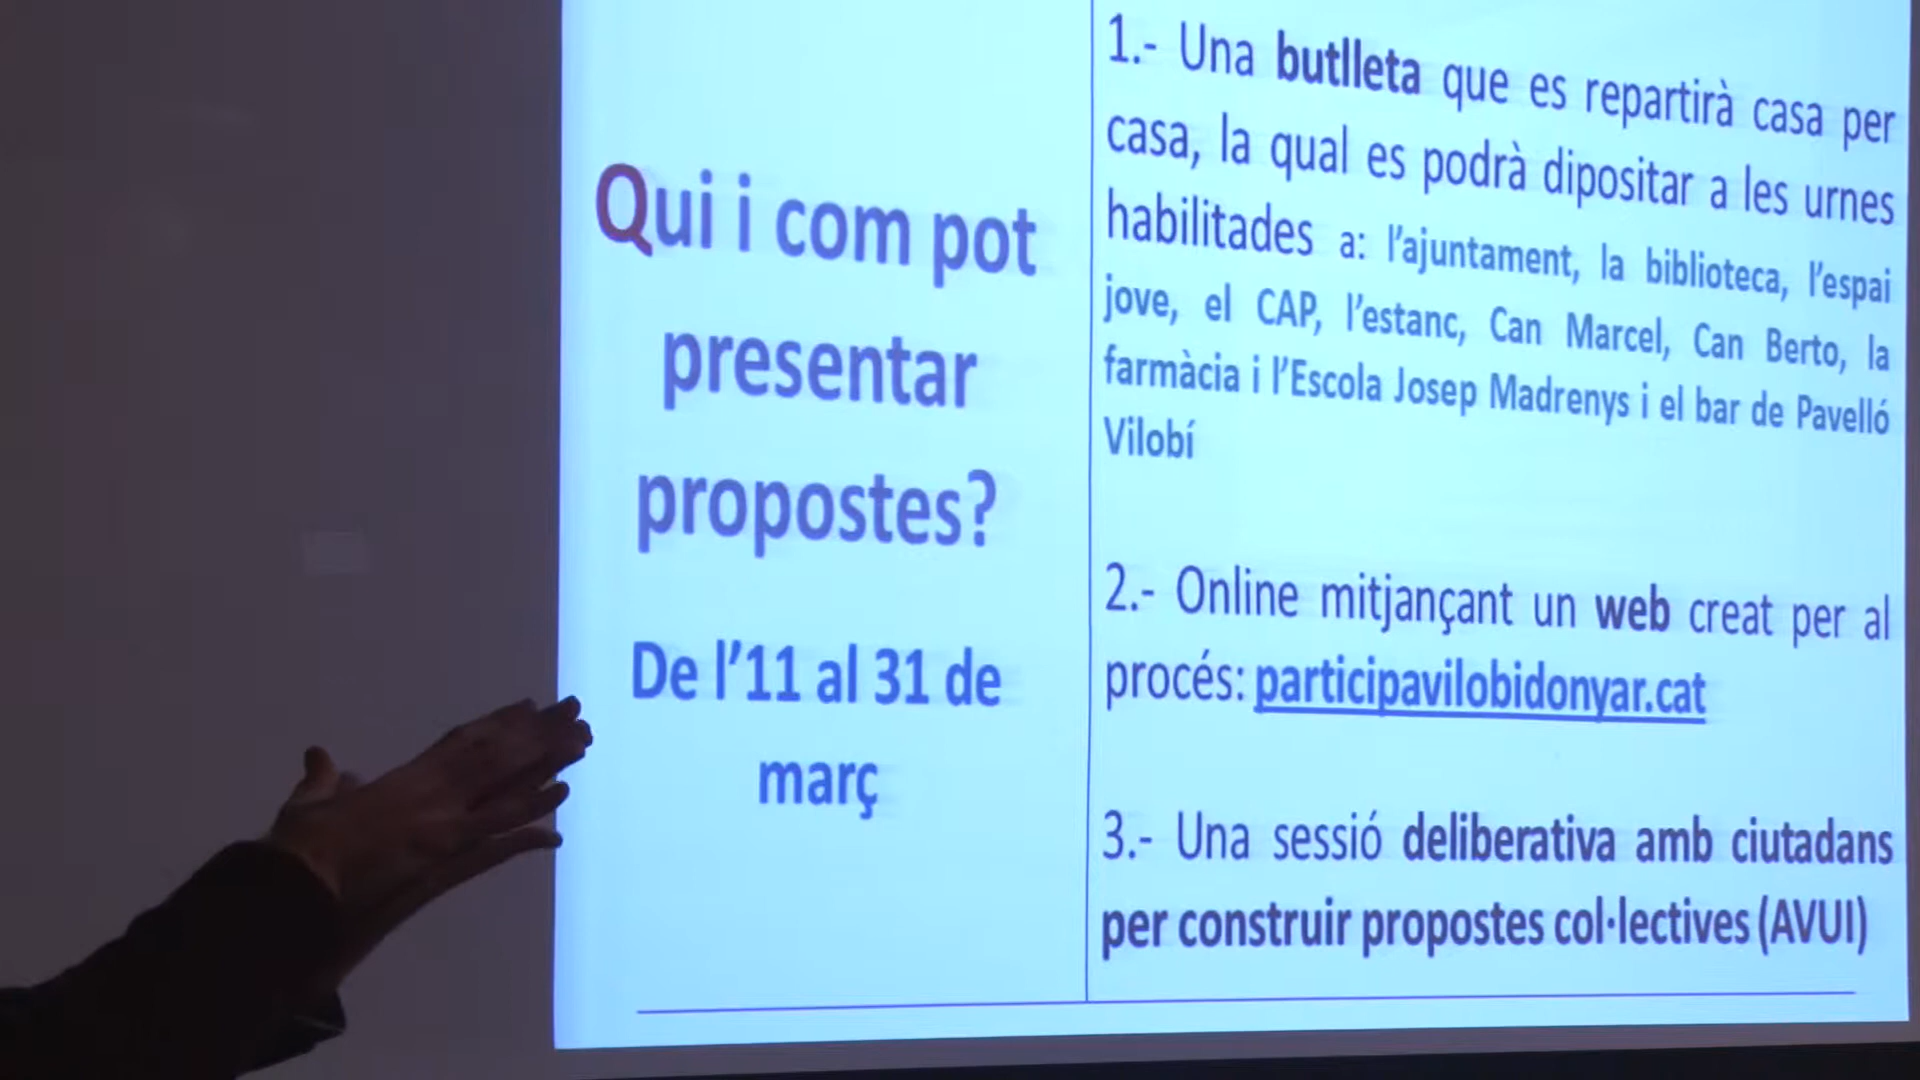 Qui i com pot
presentar
propostes?
De l'11 al 31 de
març
1.- Una butlleta que es repartirà casa per
casa, la qual es podrà dipositar a les urnes
habilitades a: l'ajuntament, la biblioteca, l'espai
jove, el CAP, l'estanc, Can Marcel, Can Berto, la
farmàcia i l'Escola Josep Madrenys i el bar de Pavelló
Vilobí
2.- Online mitjançant un web creat per al
procés: participavilobidonyar.cat
3.- Una sessió deliberativa amb ciutadans
per construir propostes col·lectives (AVUI)